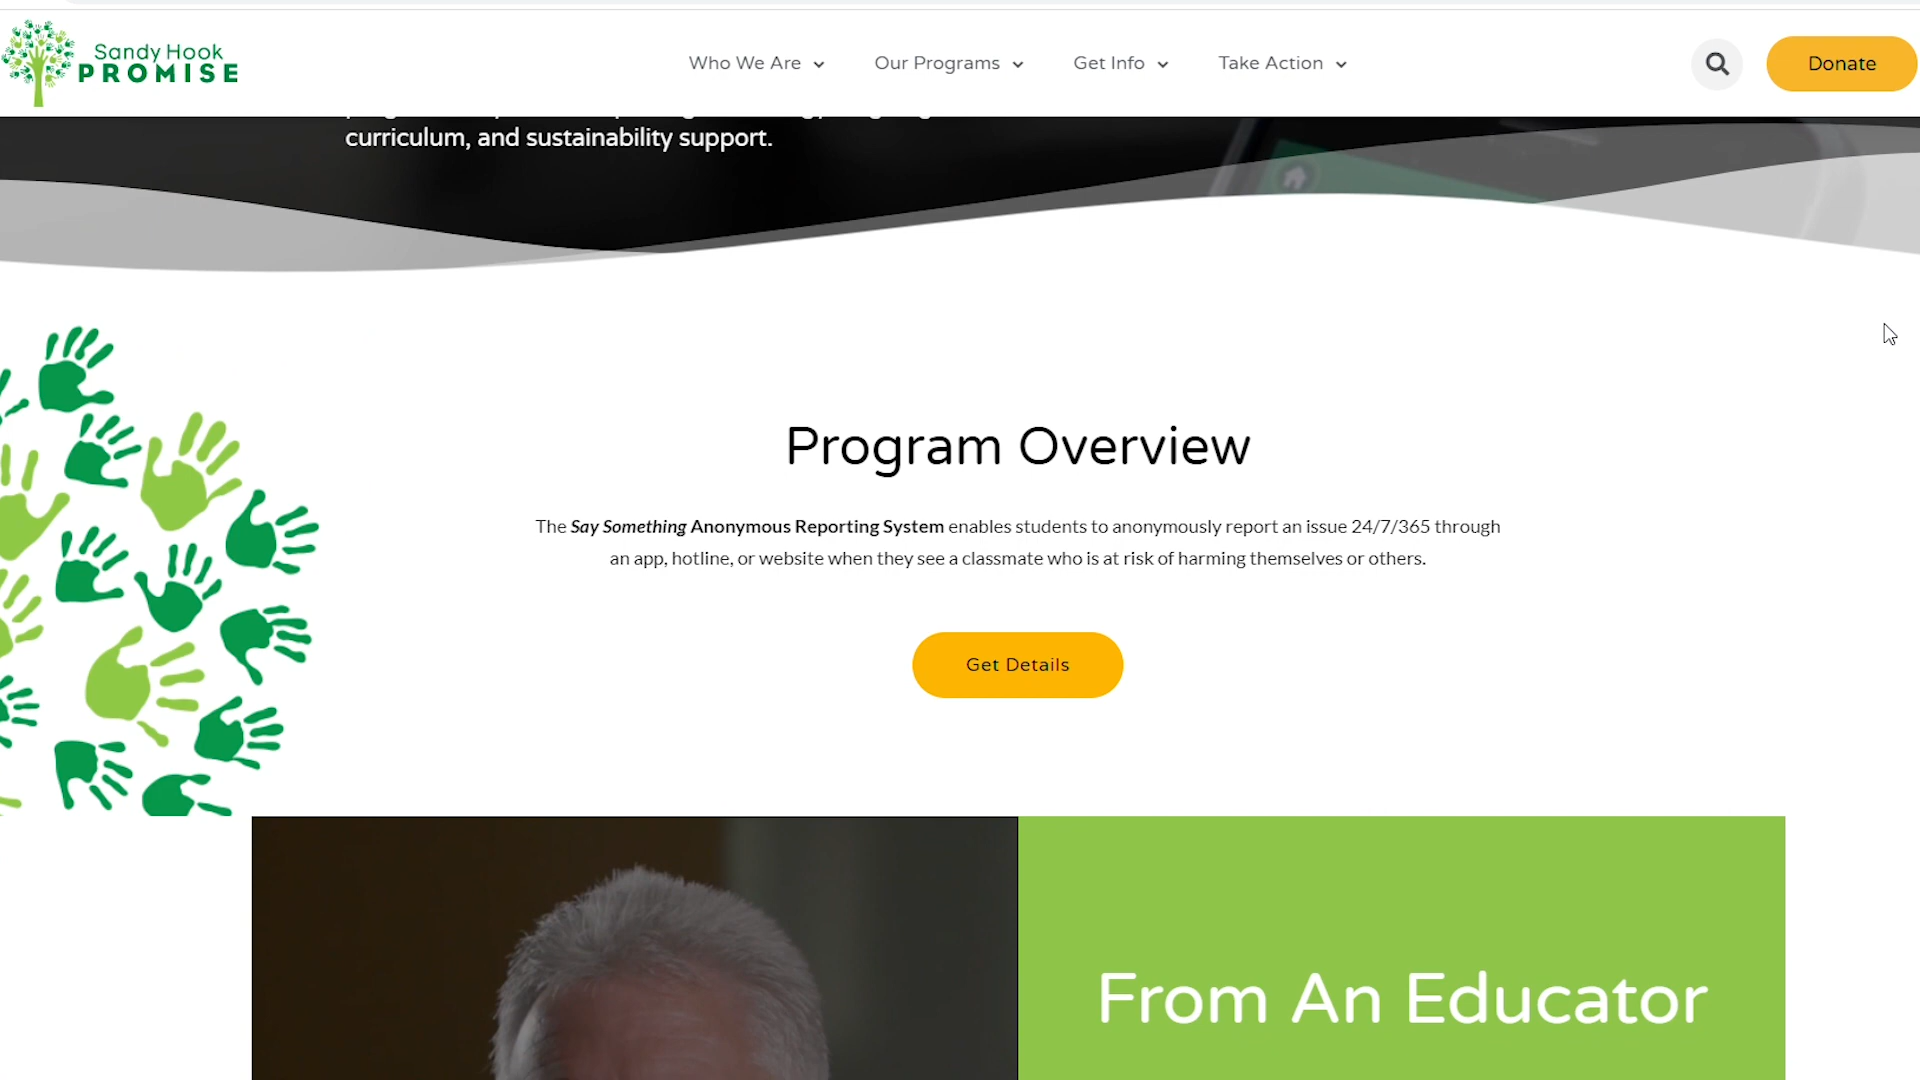 Sandy Hook
PROMISE
Who We Are
Our Programs
Get Info
Take Action
Donate
curriculum, and sustainability support.
Program Overview
The Say Something Anonymous Reporting System enables students to anonymously report an issue 24/7/365 through
an app, hotline, or website when they see a classmate who is at risk of harming themselves or others.
Get Details
From An Educator